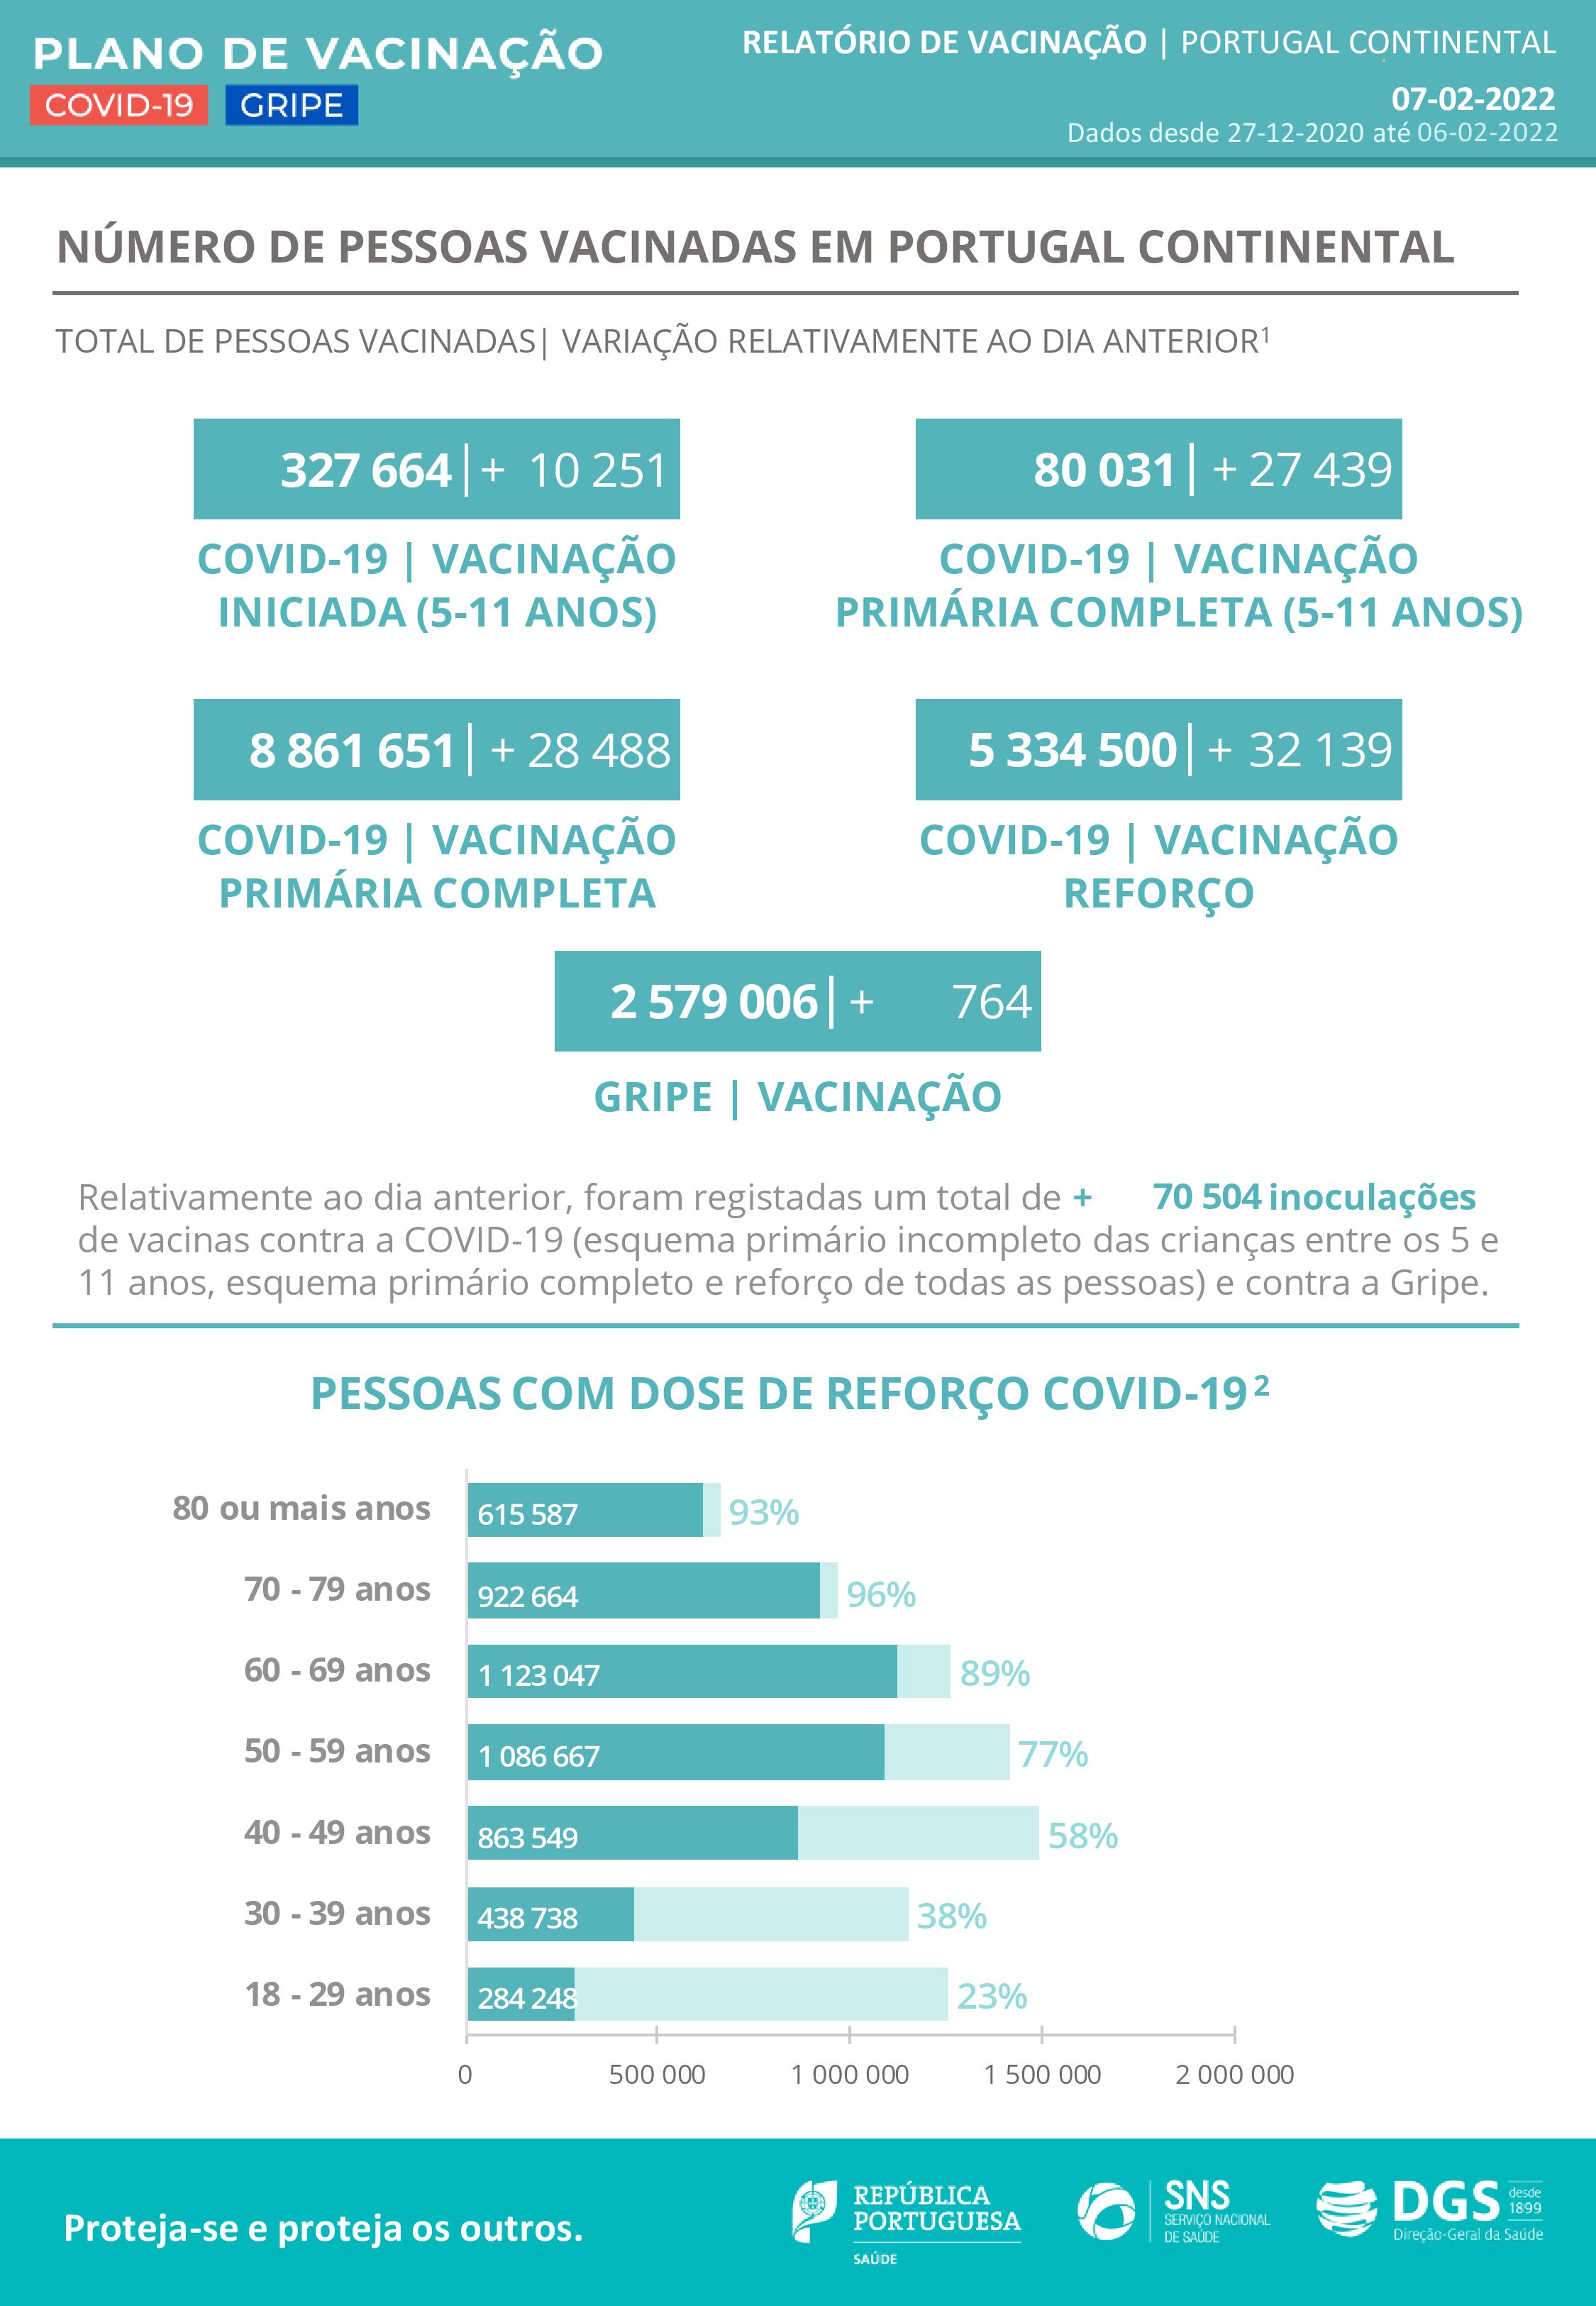 PLANO DE VACINAÇÃO
COVID-19 GRIPE
RELATÓRIO DE VACINAÇÃO | PORTUGAL CONTINENTAL
07-02-2022
Dados desde 27-12-2020 até 06-02-2022
NÚMERO DE PESSOAS VACINADAS EM PORTUGAL CONTINENTAL
TOTAL DE PESSOAS VACINADAS| VARIAÇÃO RELATIVAMENTE AO DIA ANTERIOR¹
327 664 | + 10 251
COVID-19 | VACINAÇÃO
INICIADA (5-11 ANOS)
80 031 | + 27 439
COVID-19 | VACINAÇÃO
PRIMÁRIA COMPLETA (5-11 ANOS)
8 861 651 | + 28 488
COVID-19 | VACINAÇÃO
PRIMÁRIA COMPLETA
5 334 500 | + 32 139
COVID-19 | VACINAÇÃO
REFORÇO
2 579 006 | + 764
GRIPE | VACINAÇÃO
Relativamente ao dia anterior, foram registadas um total de + 70 504 inoculações
de vacinas contra a COVID-19 (esquema primário incompleto das crianças entre os 5 e
11 anos, esquema primário completo e reforço de todas as pessoas) e contra a Gripe.
PESSOAS COM DOSE DE REFORÇO COVID-19 ²
80 ou mais anos 615 587 93%
70 - 79 anos 922 664 96%
60 - 69 anos 1 123 047 89%
50 - 59 anos 1 086 667 77%
40 - 49 anos 863 549 58%
30 - 39 anos 438 738 38%
18 - 29 anos 284 248 23%
0 500 000 1 000 000 1 500 000 2 000 000
Proteja-se e proteja os outros.
REPÚBLICA
PORTUGUESA
SAÚDE
SNS
SERVIÇO NACIONAL
DE SAÚDE
DGS desde
1899
Direção-Geral da Saúde